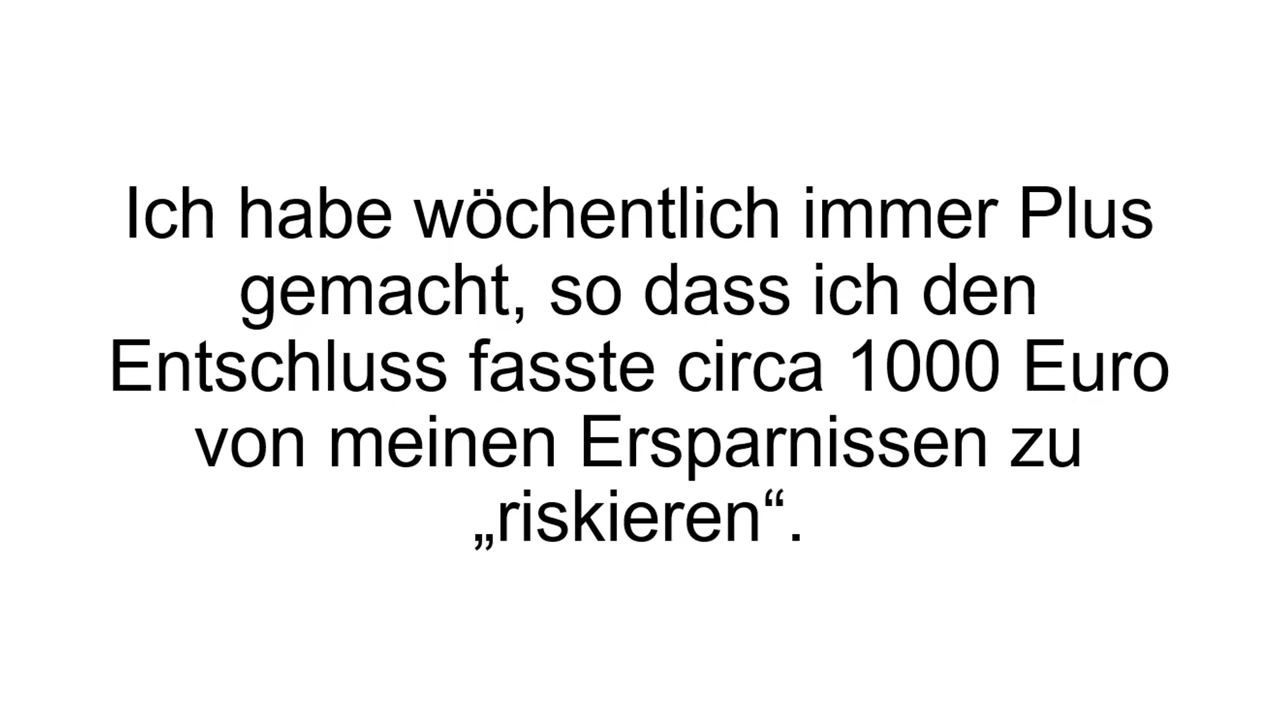 Ich habe wöchentlich immer Plus
gemacht, so dass ich den
Entschluss fasste circa 1000 Euro
von meinen Ersparnissen zu
„riskieren“.